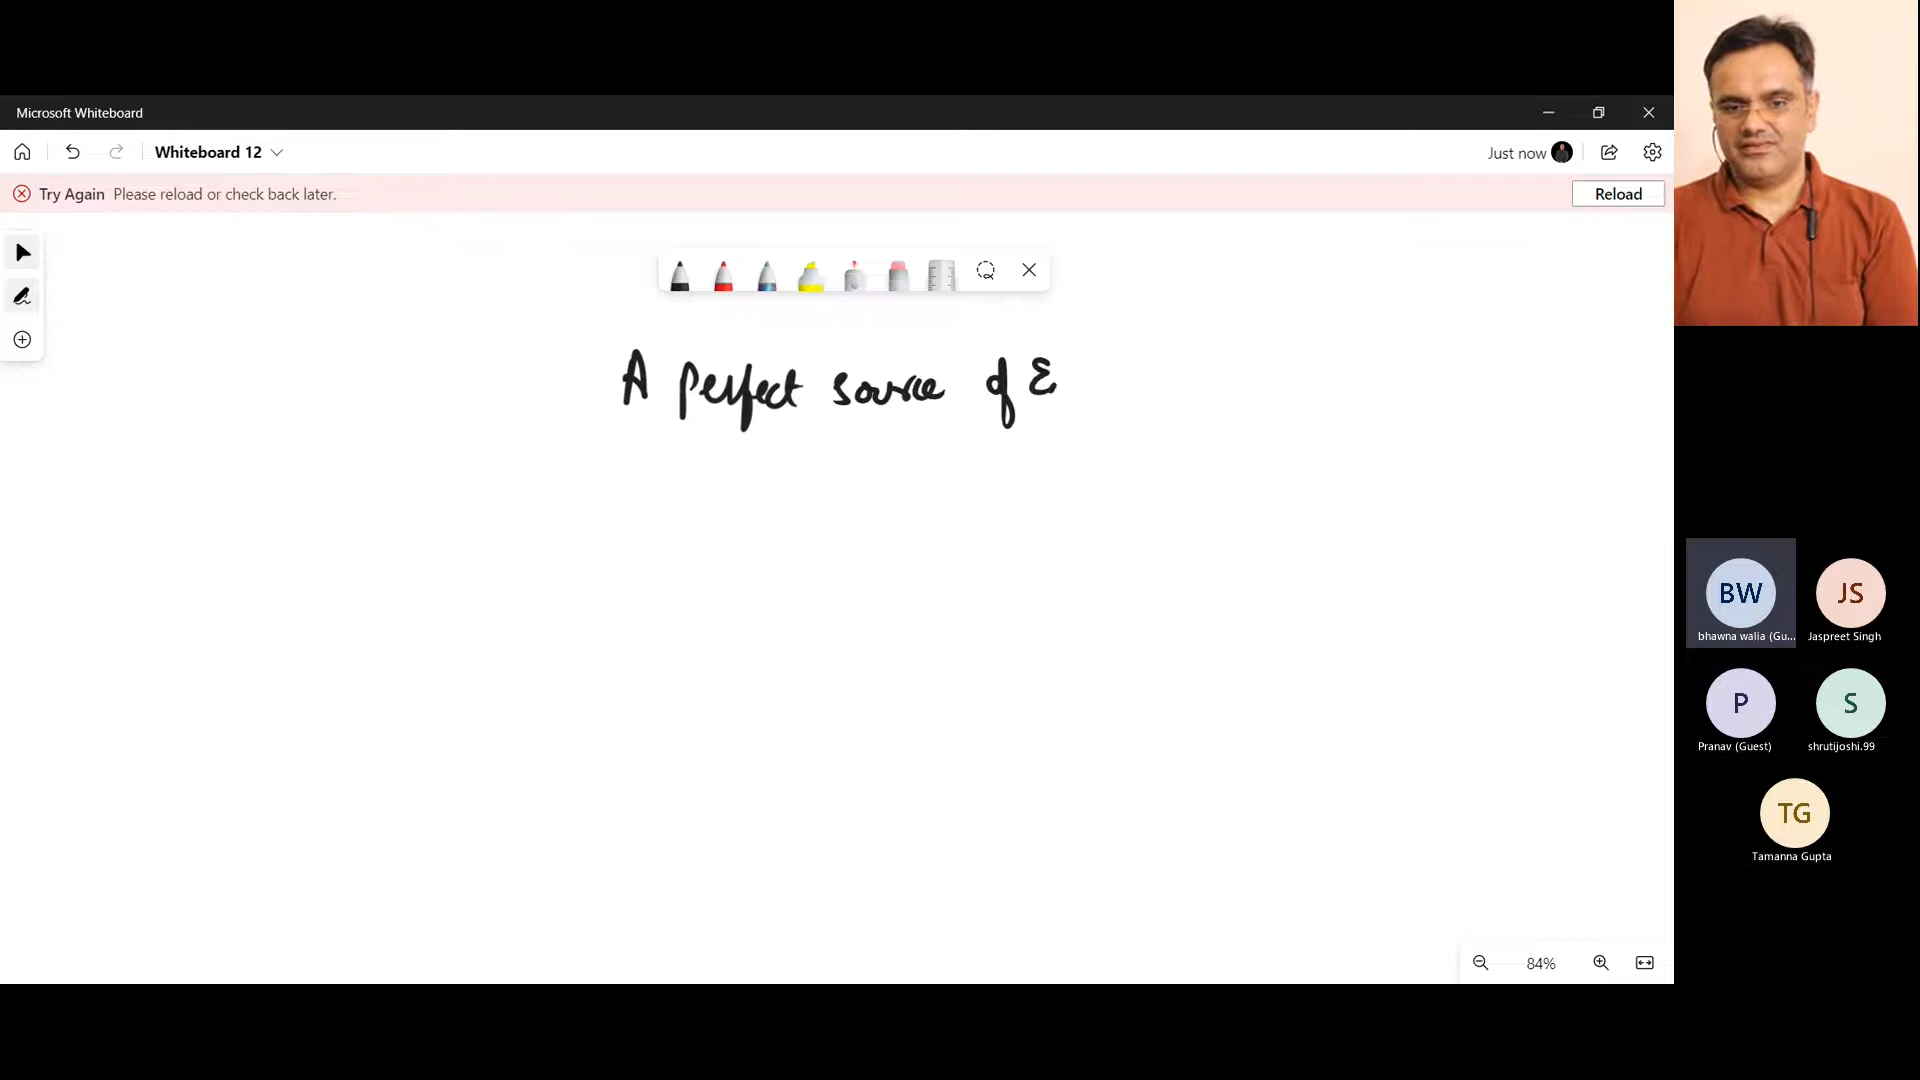 Microsoft Whiteboard
Whiteboard 12
Just now
Try Again Please reload or check back later.
Reload
A perfect source of E
BW
JS
bhawna walia (Gu...
Jaspreet Singh
P
S
Pranav (Guest)
shrutijoshi.99
TG
Tamanna Gupta
84%